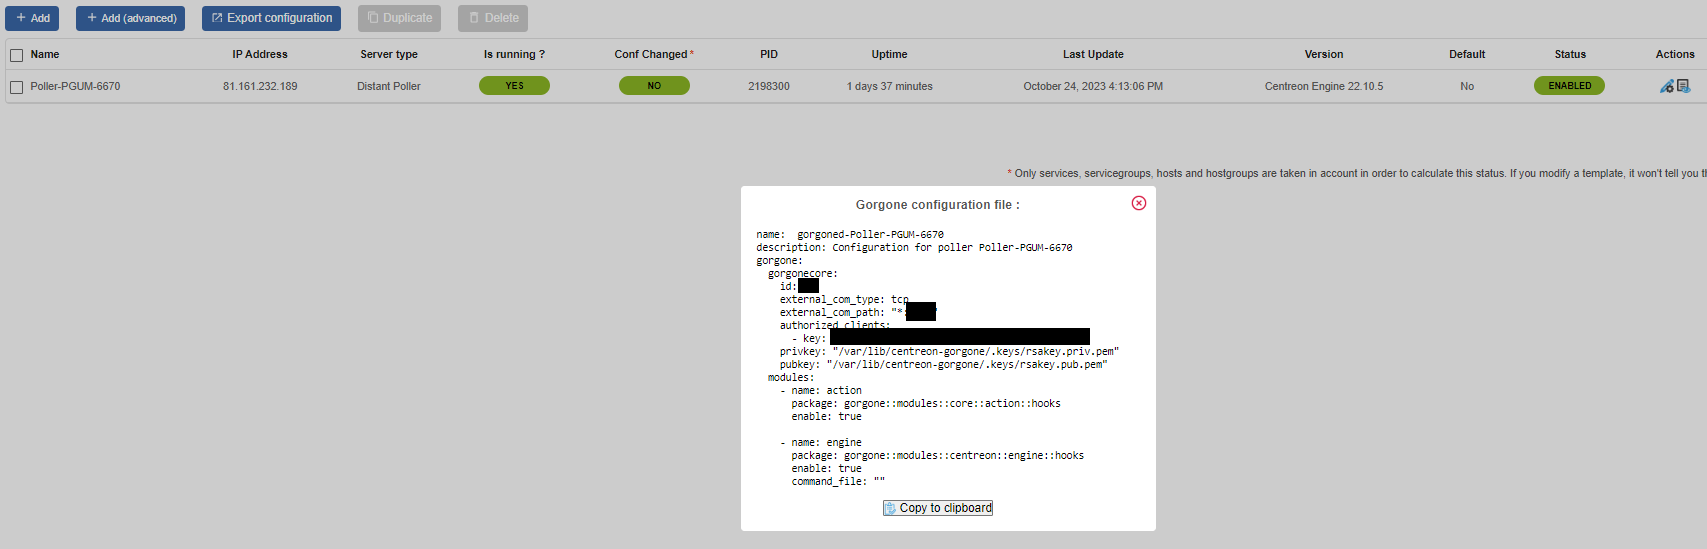 Add
Add (advanced)
Export configuration
Duplicate
Delete
Name IP Address Server type Is running ? Conf Changed * PID Uptime Last Update Version Default Status Actions
Poller-PGUM-6670 81.161.232.189 Distant Poller YES NO 2198300 1 days 37 minutes October 24, 2023 4:13:06 PM Centreon Engine 22.10.5 No ENABLED
* Only services, servicegroups, hosts and hostgroups are taken in account in order to calculate this status. If you modify a template, it won't tell you th
Gorgone configuration file :
name:  gorgoned-Poller-PGUM-6670
description: Configuration for poller Poller-PGUM-6670
gorgone:
  gorgonecore:
    id:
    external_com_type: tcp
    external_com_path: "*:
    authorized_clients:
      - key:
    privkey: "/var/lib/centreon-gorgone/.keys/rsakey.priv.pem"
    pubkey: "/var/lib/centreon-gorgone/.keys/rsakey.pub.pem"
  modules:
    - name: action
      package: gorgone::modules::core::action::hooks
      enable: true
    - name: engine
      package: gorgone::modules::centreon::engine::hooks
      enable: true
      command_file: ""
Copy to clipboard